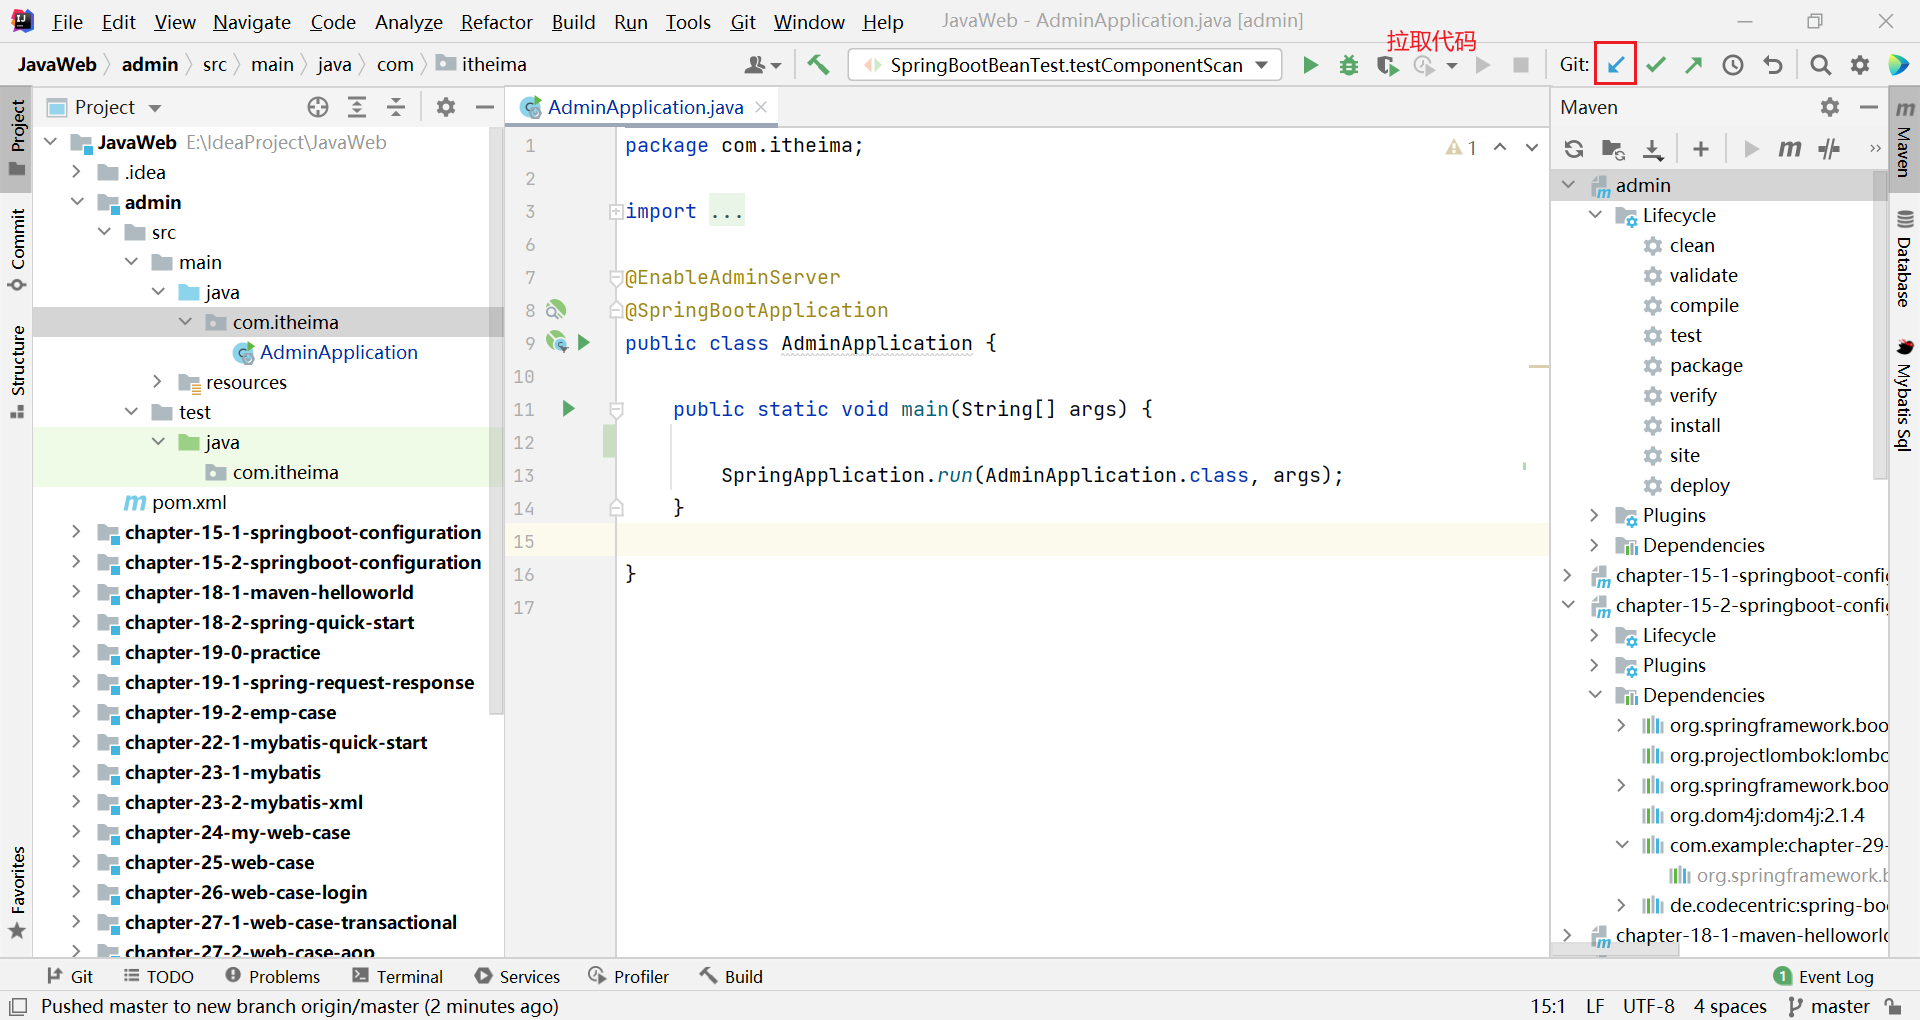 File Edit View Navigate Code Analyze Refactor Build Run Tools Git Window Help JavaWeb - AdminApplication.java [admin]
拉取代码
JavaWeb admin src main java com itheima SpringBootBeanTest.testComponentScan Git:
Project
AdminApplication.java
Maven
JavaWeb E:\IdeaProject\JavaWeb
.idea
admin
src
main
java
com.itheima
AdminApplication
resources
test
java
com.itheima
pom.xml
chapter-15-1-springboot-configuration
chapter-15-2-springboot-configuration
chapter-18-1-maven-helloworld
chapter-18-2-spring-quick-start
chapter-19-0-practice
chapter-19-1-spring-request-response
chapter-19-2-emp-case
chapter-22-1-mybatis-quick-start
chapter-23-1-mybatis
chapter-23-2-mybatis-xml
chapter-24-my-web-case
chapter-25-web-case
chapter-26-web-case-login
chapter-27-1-web-case-transactional
chapter-27-2-web-case-aop
1 package com.itheima; 1
2
3 import ...
6
7 @EnableAdminServer
8 @SpringBootApplication
9 public class AdminApplication {
10
11 public static void main(String[] args) {
12
13 SpringApplication.run(AdminApplication.class, args);
14 }
15
16 }
17
admin
Lifecycle
clean
validate
compile
test
package
verify
install
site
deploy
Plugins
Dependencies
chapter-15-1-springboot-config
chapter-15-2-springboot-config
Lifecycle
Plugins
Dependencies
org.springframework.boo
org.projectlombok:lombo
org.springframework.boo
org.dom4j:dom4j:2.1.4
com.example:chapter-29-
org.springframework.b
de.codecentric:spring-boo
chapter-18-1-maven-helloworld
Project
Commit
Structure
Favorites
Maven
Database
Mybatis Sql
Git TODO Problems Terminal Services Profiler Build 1 Event Log
Pushed master to new branch origin/master (2 minutes ago) 15:1 LF UTF-8 4 spaces master